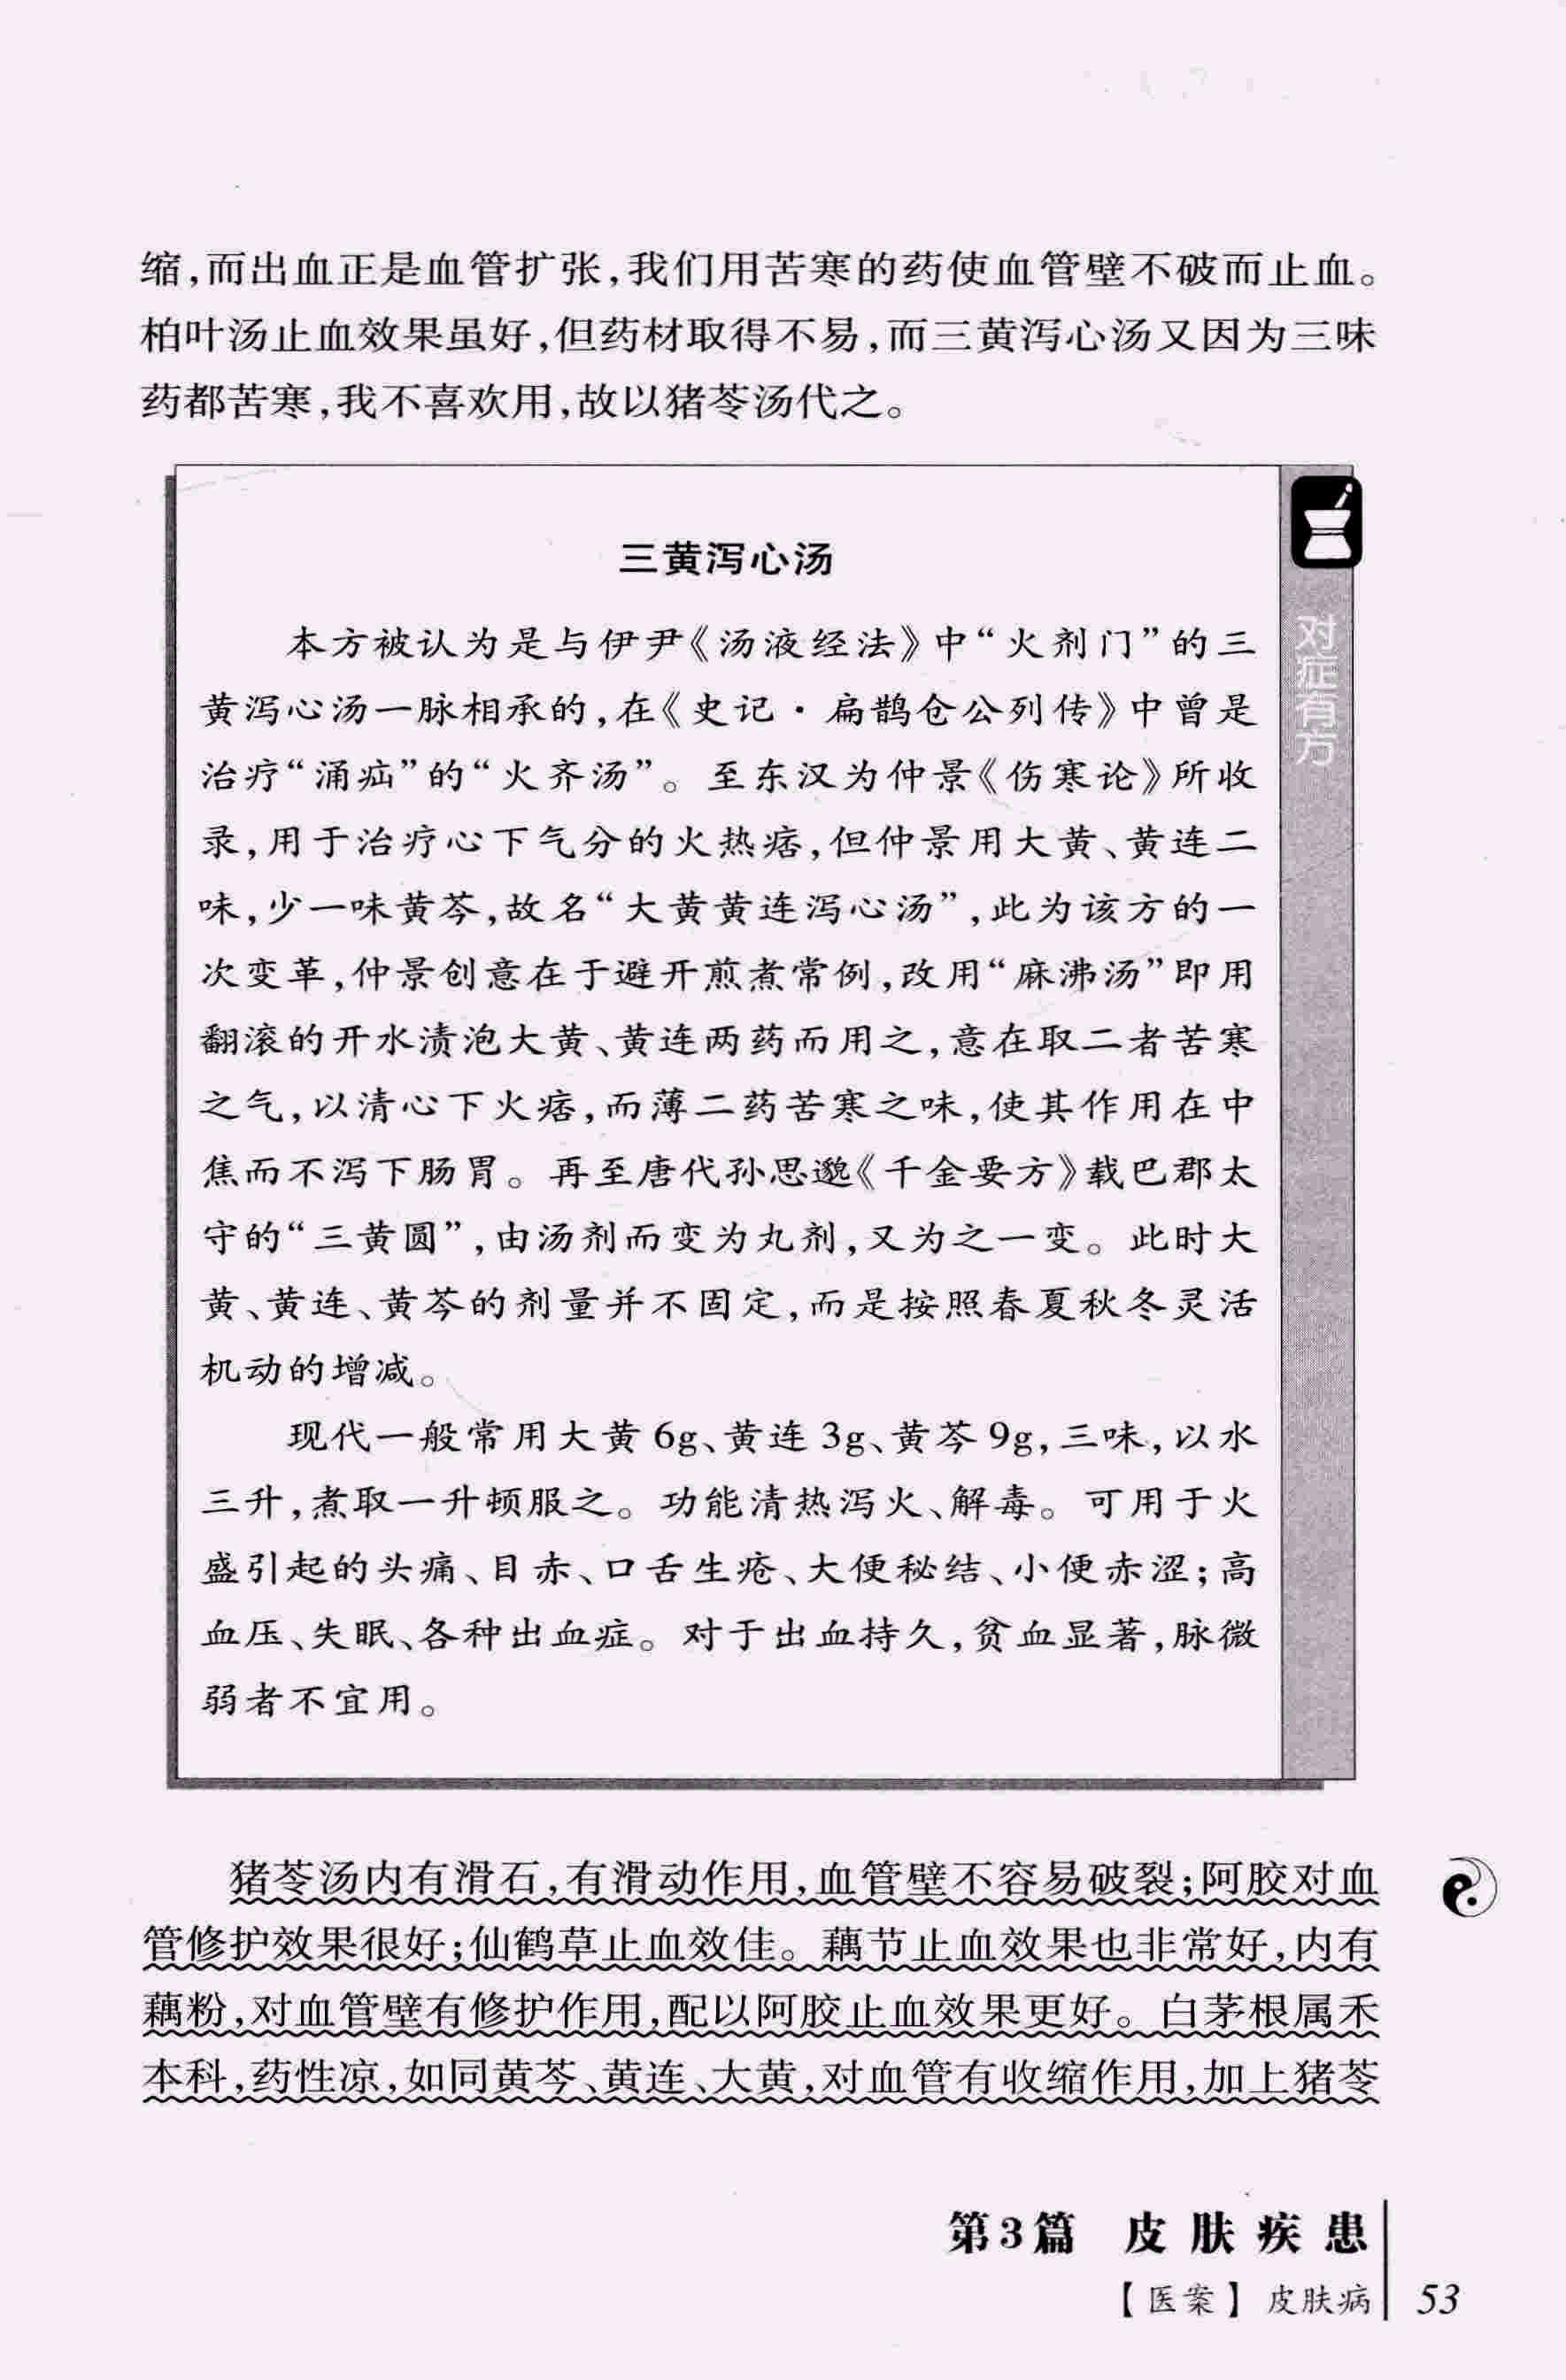 缩,而出血正是血管扩张,我们用苦寒的药使血管壁不破而止血。
柏叶汤止血效果虽好,但药材取得不易,而三黄泻心汤又因为三味
药都苦寒,我不喜欢用,故以猪苓汤代之。
三黄泻心汤
本方被认为是与伊尹《汤液经法》中“火剂门”的三
黄泻心汤一脉相承的,在《史记·扁鹊仓公列传》中曾是
治疗“涌疝”的“火齐汤”。至东汉为仲景《伤寒论》所收
录,用于治疗心下气分的火热痞,但仲景用大黄、黄连二
味,少一味黄芩,故名“大黄黄连泻心汤”,此为该方的一
次变革,仲景创意在于避开煎煮常例,改用“麻沸汤”即用
翻滚的开水渍泡大黄、黄连两药而用之,意在取二者苦寒
之气,以清心下火痞,而薄二药苦寒之味,使其作用在中
焦而不泻下肠胃。再至唐代孙思邈《千金要方》载巴郡太
守的“三黄圆”,由汤剂而变为丸剂,又为之一变。此时大
黄、黄连、黄芩的剂量并不固定,而是按照春夏秋冬灵活
机动的增减。
现代一般常用大黄6g、黄连3g、黄芩9g,三味,以水
三升,煮取一升顿服之。功能清热泻火、解毒。可用于火
盛引起的头痛、目赤、口舌生疮、大便秘结、小便赤涩;高
血压、失眠、各种出血症。对于出血持久,贫血显著,脉微
弱者不宜用。
对症有方
猪苓汤内有滑石,有滑动作用,血管壁不容易破裂;阿胶对血
管修护效果很好;仙鹤草止血效佳。藕节止血效果也非常好,内有
藕粉,对血管壁有修护作用,配以阿胶止血效果更好。白茅根属禾
本科,药性凉,如同黄芩、黄连、大黄,对血管有收缩作用,加上猪苓
第3篇 皮肤疾患
【医案】皮肤病 53